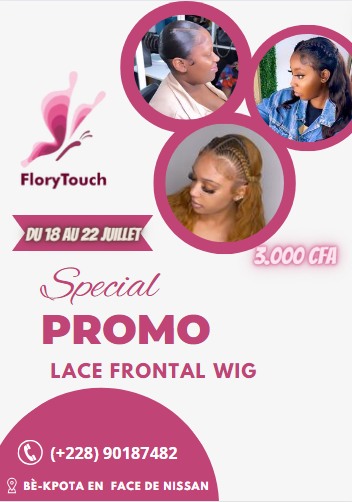 FloryTouch
DU 18 AU 22 JUILLET
3.000 CFA
Special
PROMO
LACE FRONTAL WIG
(+228) 90187482
BÈ-KPOTA EN FACE DE NISSAN